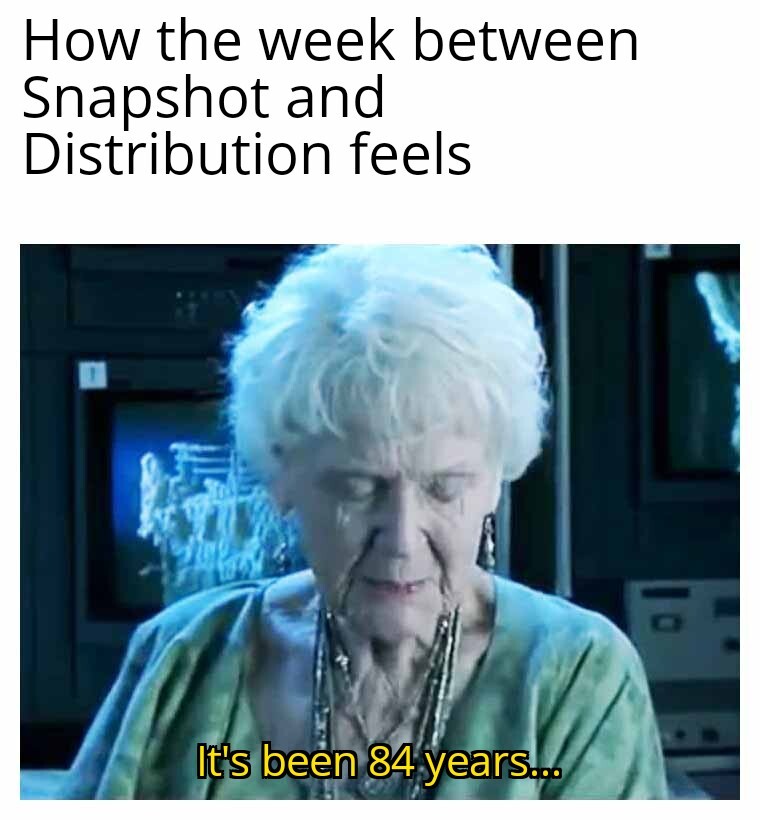 How the week between
Snapshot and
Distribution feels
It's been 84 years...